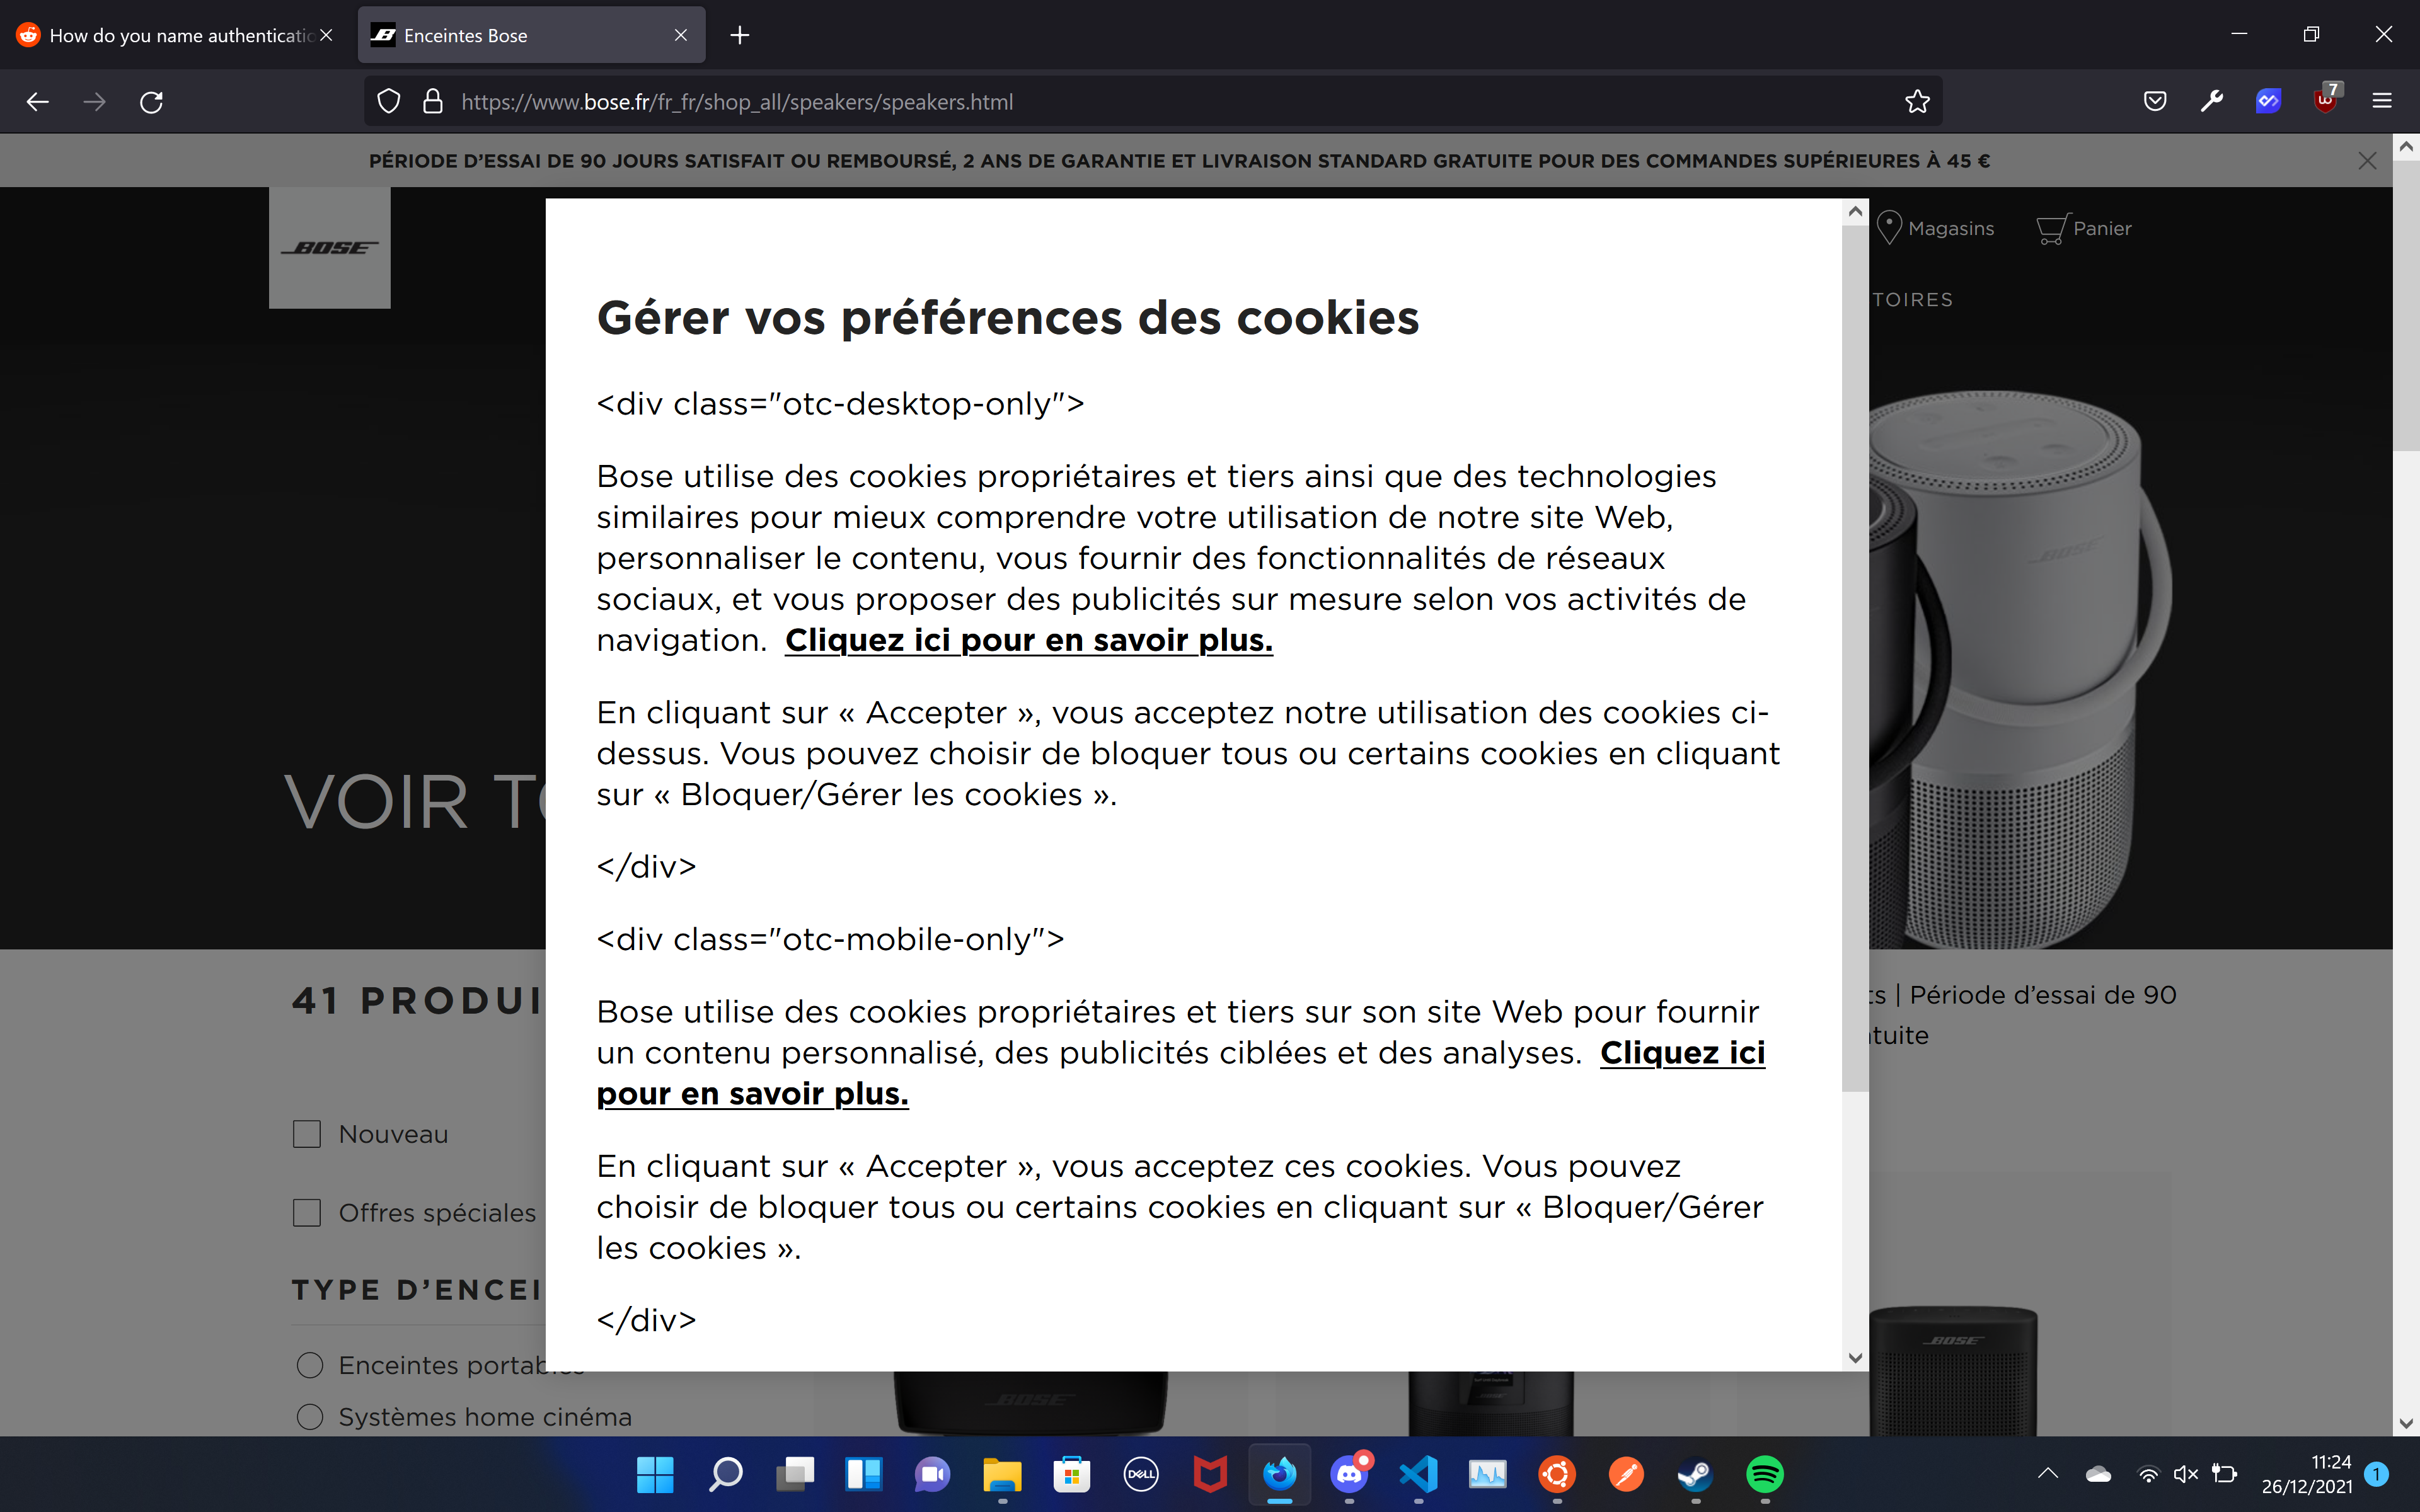 How do you name authenticatio
Enceintes Bose
https://www.bose.fr/fr_fr/shop_all/speakers/speakers.html
7
PÉRIODE D’ESSAI DE 90 JOURS SATISFAIT OU REMBOURSÉ, 2 ANS DE GARANTIE ET LIVRAISON STANDARD GRATUITE POUR DES COMMANDES SUPÉRIEURES À 45 €
BOSE
Magasins
Panier
TOIRES
Gérer vos préférences des cookies
<div class="otc-desktop-only">
Bose utilise des cookies propriétaires et tiers ainsi que des technologies
similaires pour mieux comprendre votre utilisation de notre site Web,
personnaliser le contenu, vous fournir des fonctionnalités de réseaux
sociaux, et vous proposer des publicités sur mesure selon vos activités de
navigation. Cliquez ici pour en savoir plus.
En cliquant sur « Accepter », vous acceptez notre utilisation des cookies ci-
dessus. Vous pouvez choisir de bloquer tous ou certains cookies en cliquant
sur « Bloquer/Gérer les cookies ».
</div>
<div class="otc-mobile-only">
Bose utilise des cookies propriétaires et tiers sur son site Web pour fournir
un contenu personnalisé, des publicités ciblées et des analyses. Cliquez ici
pour en savoir plus.
En cliquant sur « Accepter », vous acceptez ces cookies. Vous pouvez
choisir de bloquer tous ou certains cookies en cliquant sur « Bloquer/Gérer
les cookies ».
</div>
BOSE
VOIR TO
41 PRODUI
ts | Période d’essai de 90
atuite
Nouveau
Offres spéciales
TYPE D’ENCEI
Enceintes portables
Systèmes home cinéma
BOSE
BOSE
DELL
11:24
26/12/2021
1